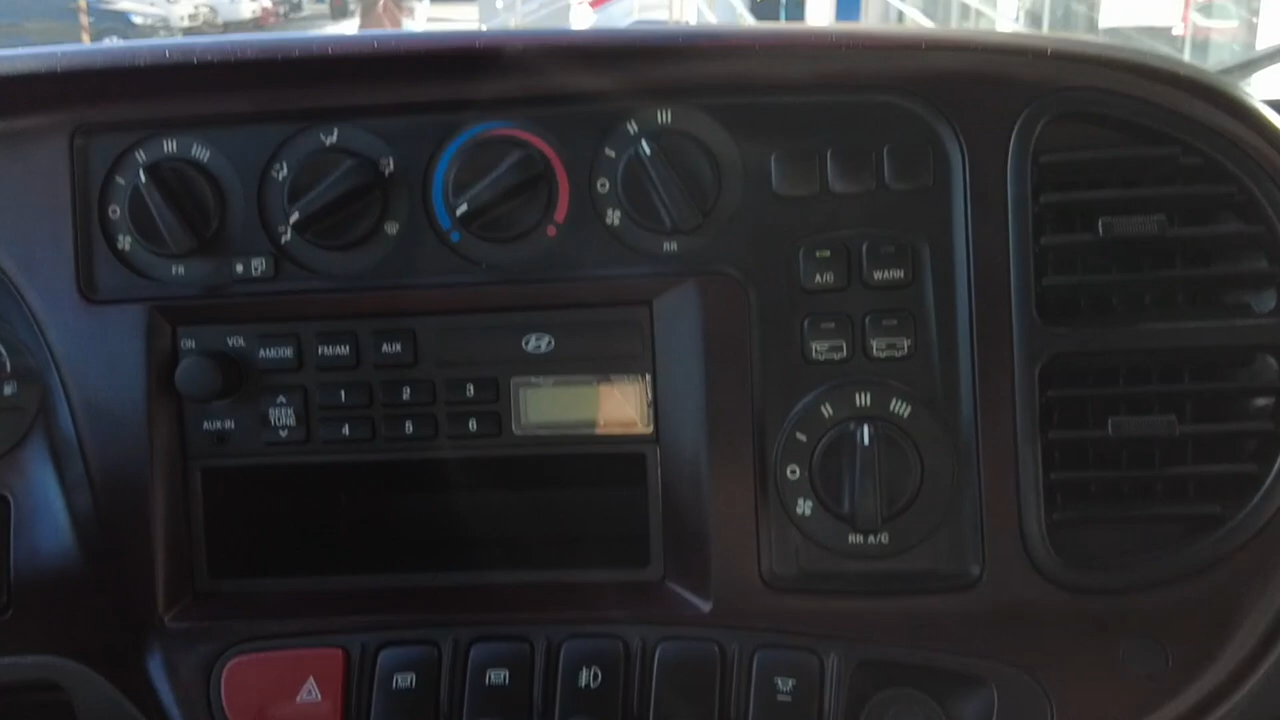 FR
RR
A/C
WARN
ON
VOL
AMODE
FM/AM
AUX
1
2
3
SEEK
TUNE
AUX-IN
4
5
6
RR A/C